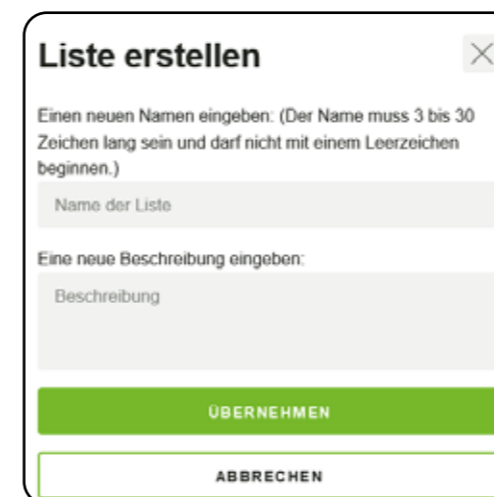 Liste erstellen
Einen neuen Namen eingeben: (Der Name muss 3 bis 30
Zeichen lang sein und darf nicht mit einem Leerzeichen
beginnen.)
Name der Liste
Eine neue Beschreibung eingeben:
Beschreibung
ÜBERNEHMEN
ABBRECHEN